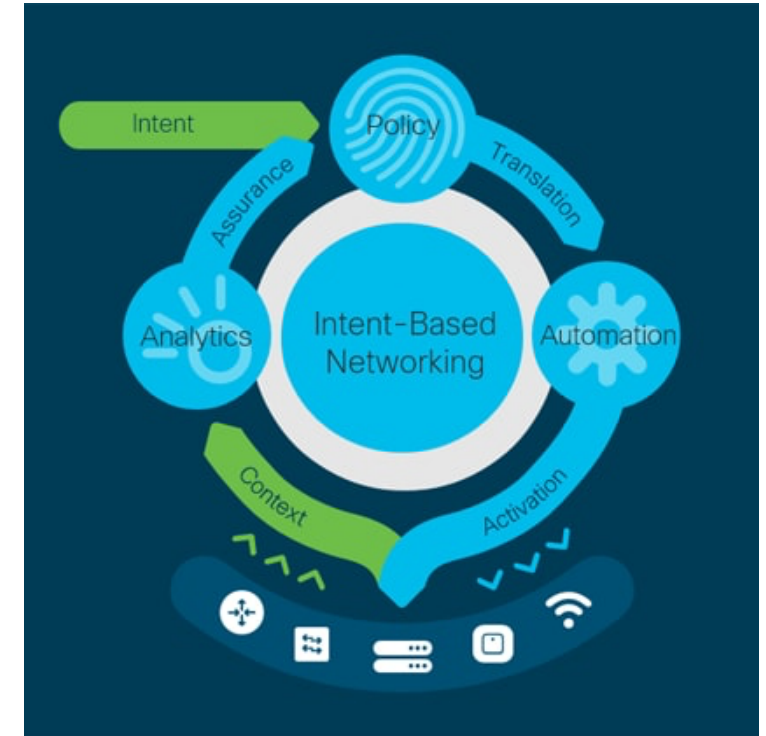 Intent
Policy
Translation
Assurance
Analytics
Intent-Based
Networking
Automation
Context
Activation